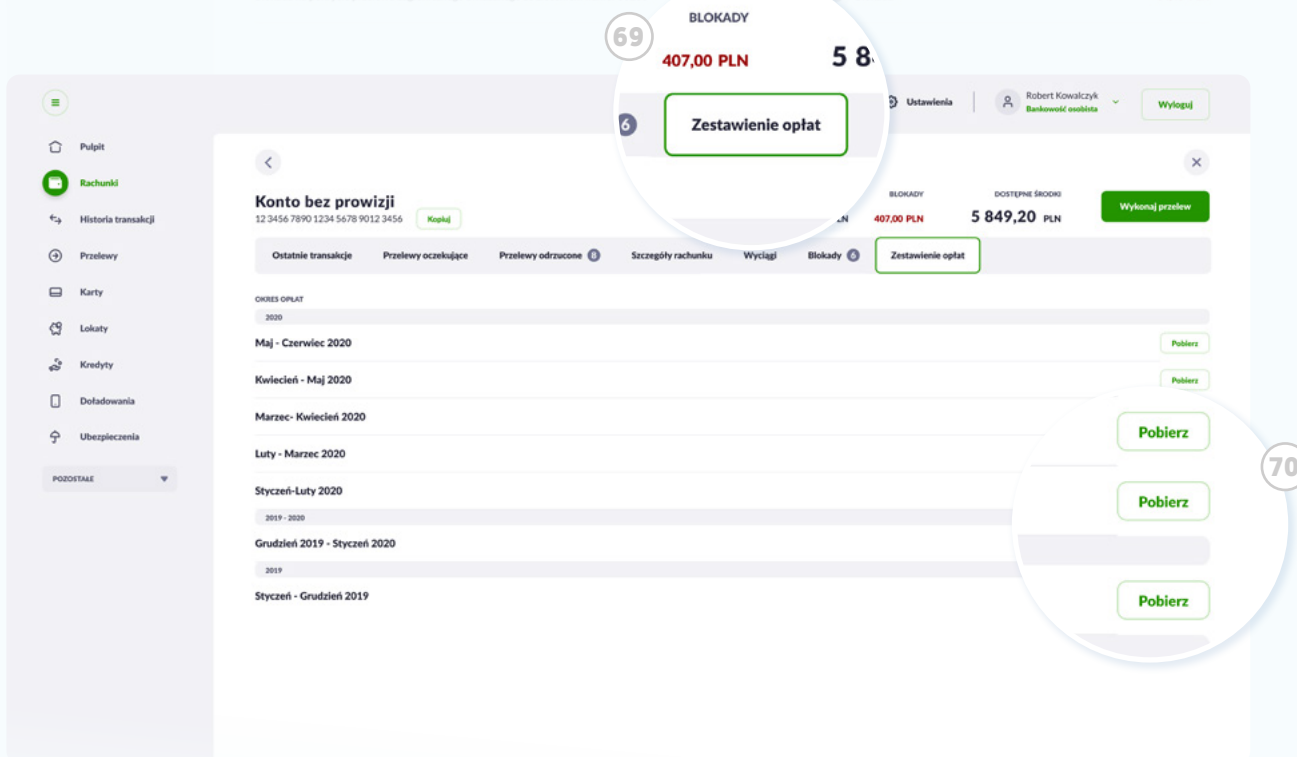 BLOKADY
69
407,00 PLN 5 8
6 Zestawienie opłat
Ustawienia
Robert Kowalczyk
Bankowość osobista
Wyloguj
Pulpit
Rachunki
Historia transakcji
Przelewy
Karty
Lokaty
Kredyty
Doładowania
Ubezpieczenia
POZOSTAŁE
Konto bez prowizji
12 3456 7890 1234 5678 9012 3456 Kopiuj
BLOKADY DOSTĘPNE ŚRODKI
407,00 PLN 5 849,20 PLN
Wykonaj przelew
Ostatnie transakcje Przelewy oczekujące Przelewy odrzucone 8 Szczegóły rachunku Wyciągi Blokady 6 Zestawienie opłat
OKRES OPŁAT
2020
Maj - Czerwiec 2020 Pobierz
Kwiecień - Maj 2020 Pobierz
Marzec- Kwiecień 2020
Pobierz
Luty - Marzec 2020
70
Styczeń-Luty 2020
Pobierz
2019 - 2020
Grudzień 2019 - Styczeń 2020
2019
Styczeń - Grudzień 2019
Pobierz